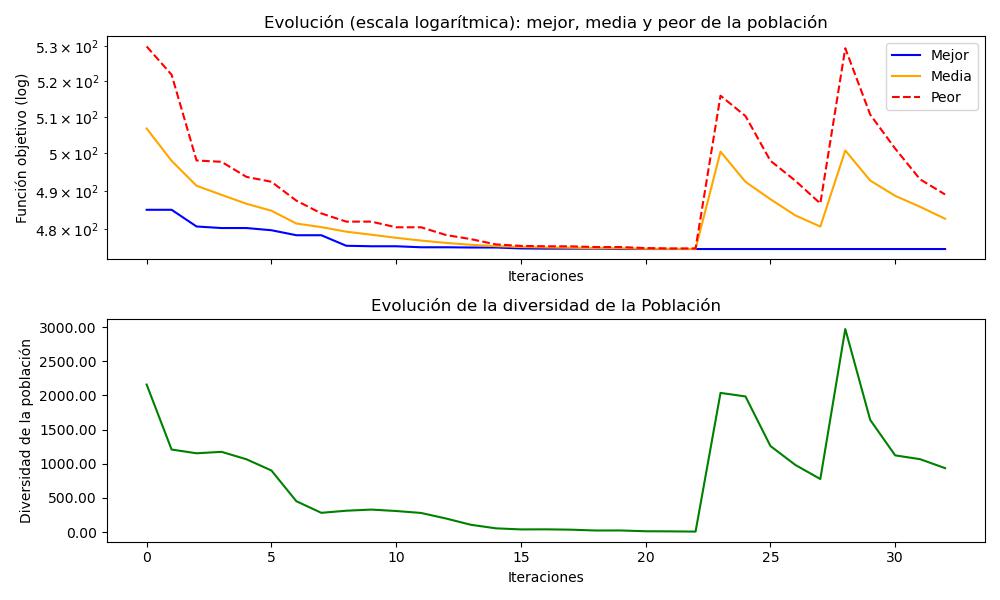 Evolución (escala logarítmica): mejor, media y peor de la población
Función objetivo (log)
5.3 × 10²
5.2 × 10²
5.1 × 10²
5 × 10²
4.9 × 10²
4.8 × 10²
Mejor
Media
Peor
Iteraciones
Evolución de la diversidad de la Población
Diversidad de la población
3000.00
2500.00
2000.00
1500.00
1000.00
500.00
0.00
0 5 10 15 20 25 30
Iteraciones